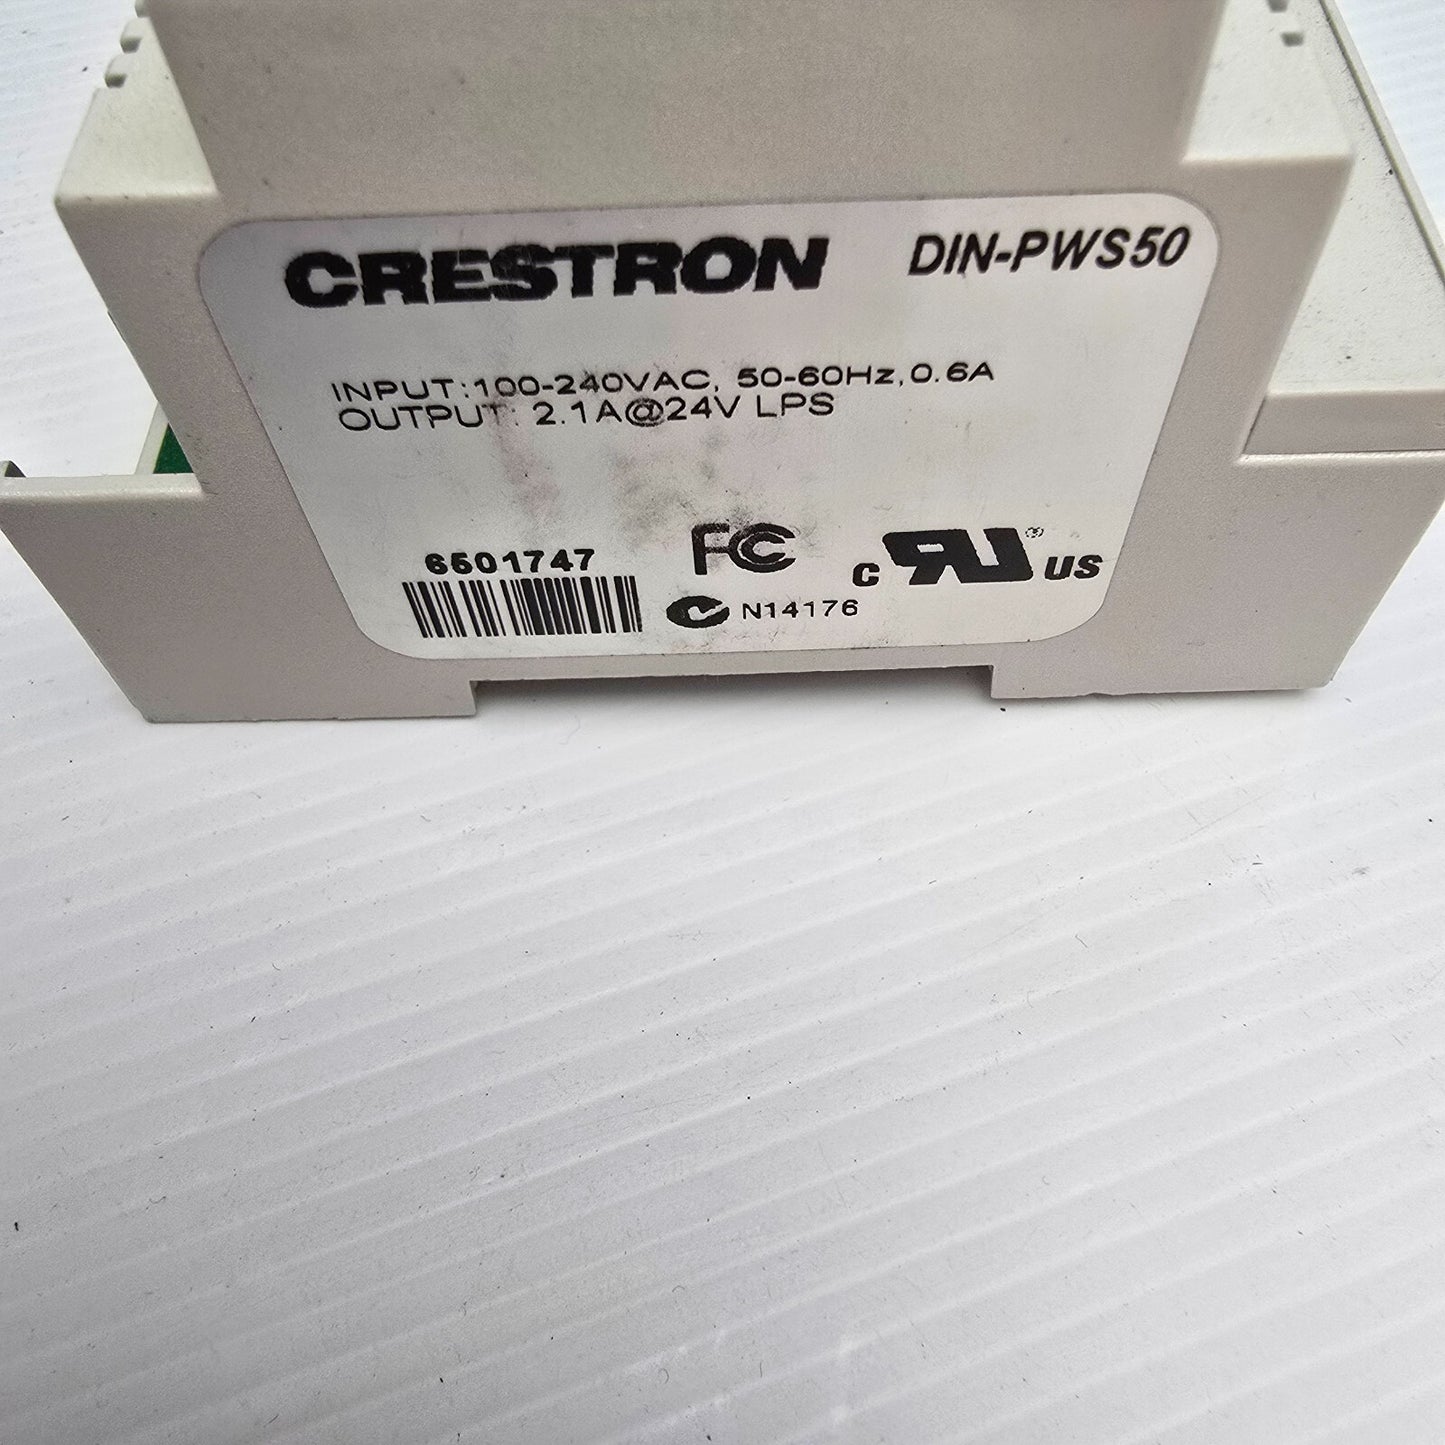 CRESTRON DIN-PWS50
INPUT:100-240VAC, 50-60Hz,0.6A
OUTPUT: 2.1A@24V LPS
6501747
FC
c RU ® US
N14176